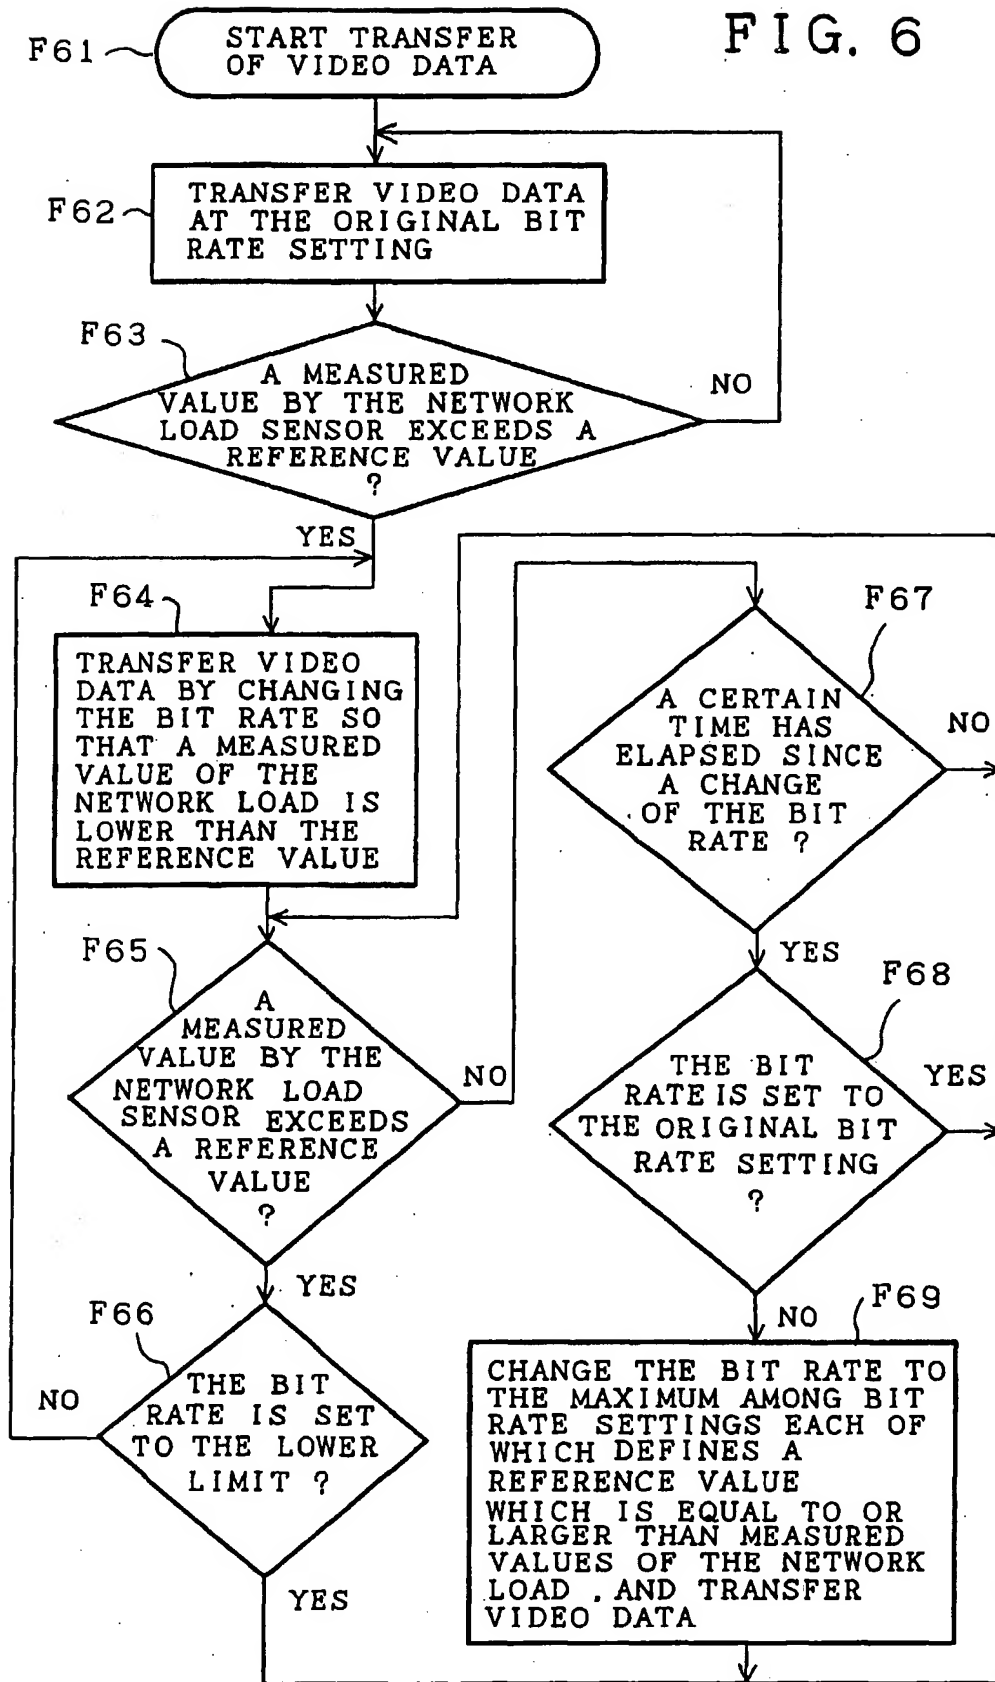 FIG. 6
F61
START TRANSFER
OF VIDEO DATA
F62
TRANSFER VIDEO DATA
AT THE ORIGINAL BIT
RATE SETTING
F63
A MEASURED
VALUE BY THE NETWORK
LOAD SENSOR EXCEEDS A
REFERENCE VALUE
?
NO
YES
F64
TRANSFER VIDEO
DATA BY CHANGING
THE BIT RATE SO
THAT A MEASURED
VALUE OF THE
NETWORK LOAD IS
LOWER THAN THE
REFERENCE VALUE
F65
A
MEASURED
VALUE BY THE
NETWORK LOAD
SENSOR EXCEEDS
A REFERENCE
VALUE
?
NO
YES
F66
THE BIT
RATE IS SET
TO THE LOWER
LIMIT ?
NO
YES
F67
A CERTAIN
TIME HAS
ELAPSED SINCE
A CHANGE
OF THE BIT
RATE ?
NO
YES
F68
THE BIT
RATE IS SET TO
THE ORIGINAL BIT
RATE SETTING
?
YES
NO
F69
CHANGE THE BIT RATE TO
THE MAXIMUM AMONG BIT
RATE SETTINGS EACH OF
WHICH DEFINES A
REFERENCE VALUE
WHICH IS EQUAL TO OR
LARGER THAN MEASURED
VALUES OF THE NETWORK
LOAD , AND TRANSFER
VIDEO DATA